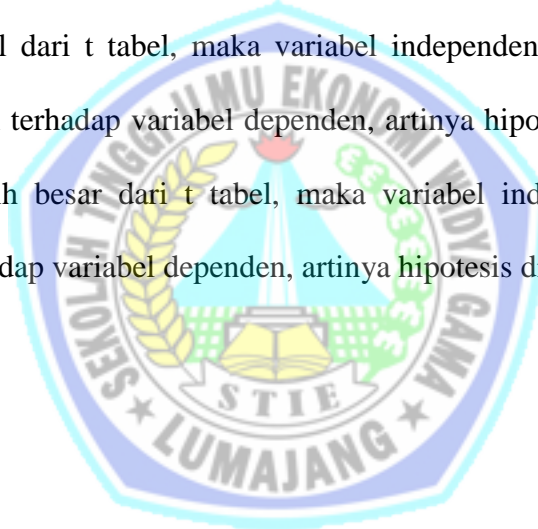 l dari t tabel, maka variabel independen
terhadap variabel dependen, artinya hipo
h besar dari t tabel, maka variabel ind
dap variabel dependen, artinya hipotesis d
SEKOLAH TINGGI ILMU EKONOMI WIDYA GAMA
STIE
LUMAJANG